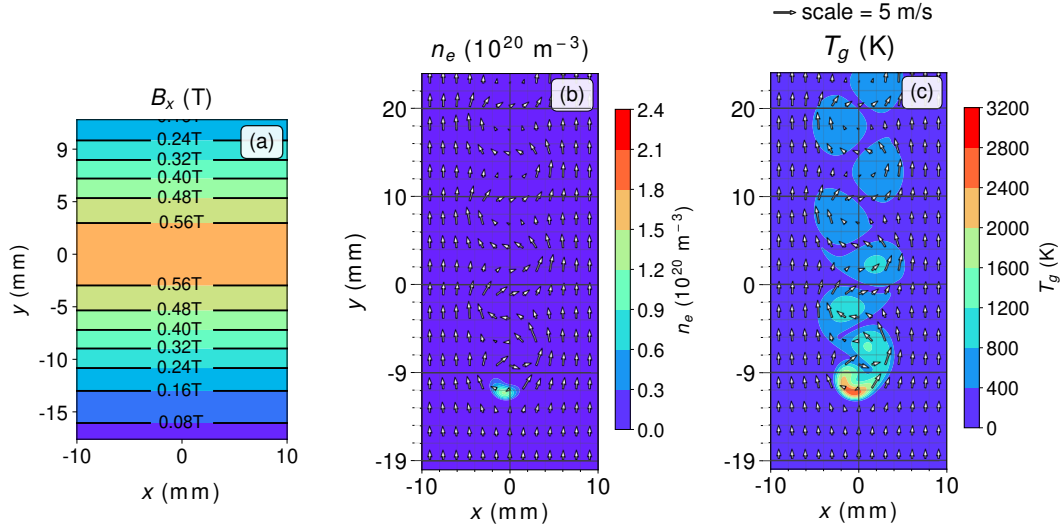 scale = 5 m/s
B_x (T)
n_e (10^20 m^−3)
T_g (K)
(a)
(b)
(c)
0.24T
0.32T
0.40T
0.48T
0.56T
0.56T
0.48T
0.40T
0.32T
0.24T
0.16T
0.08T
9
5
0
-5
-10
-15
y (mm)
-10
0
10
x (mm)
20
10
0
-9
-19
y (mm)
-10
0
10
x (mm)
2.4
2.1
1.8
1.5
1.2
0.9
0.6
0.3
0.0
n_e (10^20 m^−3)
20
10
0
-9
-19
y (mm)
-10
0
10
x (mm)
3200
2800
2400
2000
1600
1200
800
400
0
T_g (K)